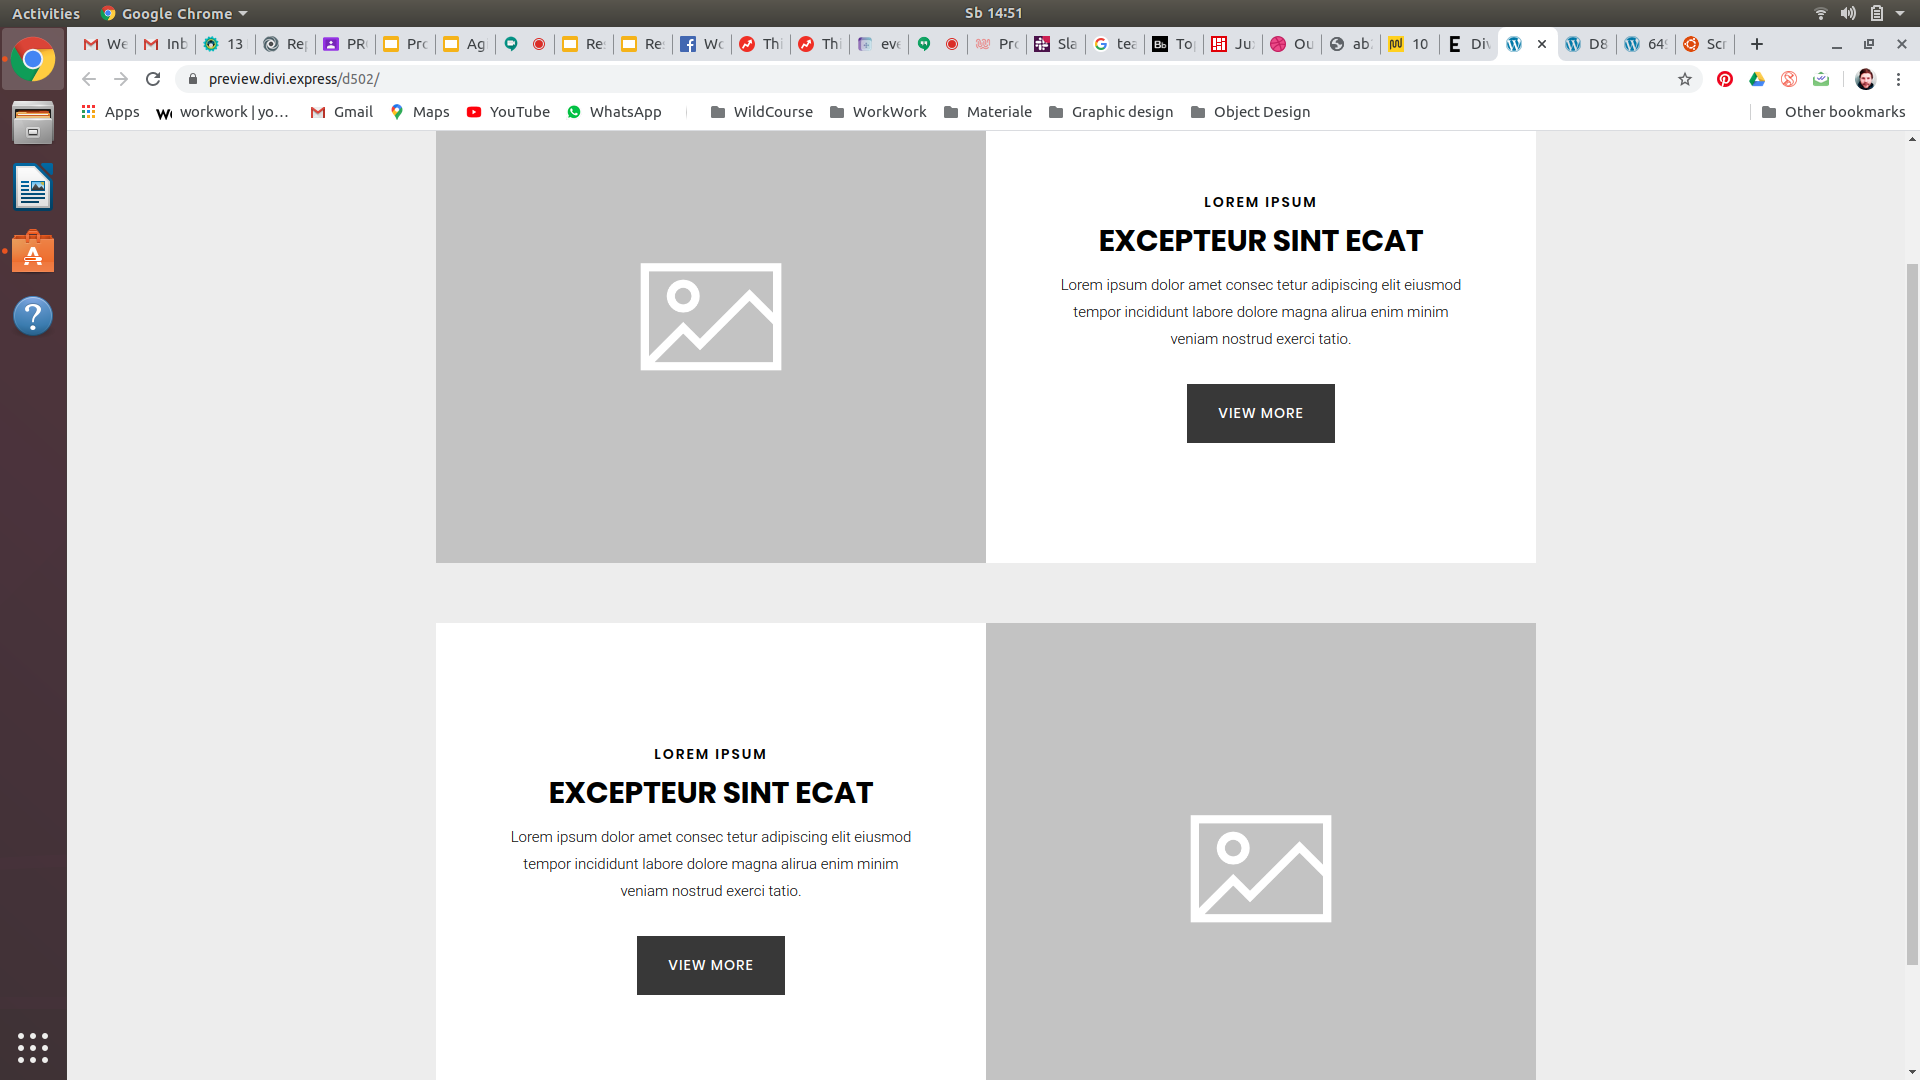 Activities
Google Chrome
Sb 14:51
We
Inb
13
Re
PR
Pro
Ag
Re
Re
Wo
Thi
Thi
eve
Pro
Sla
tea
To
Ju
Ou
ab
10
Div
D8
649
Scr
preview.divi.express/d502/
Apps
workwork | yo...
Gmail
Maps
YouTube
WhatsApp
WildCourse
WorkWork
Materiale
Graphic design
Object Design
Other bookmarks
LOREM IPSUM
EXCEPTEUR SINT ECAT
Lorem ipsum dolor amet consec tetur adipiscing elit eiusmod
tempor incididunt labore dolore magna alirua enim minim
veniam nostrud exerci tatio.
VIEW MORE
LOREM IPSUM
EXCEPTEUR SINT ECAT
Lorem ipsum dolor amet consec tetur adipiscing elit eiusmod
tempor incididunt labore dolore magna alirua enim minim
veniam nostrud exerci tatio.
VIEW MORE